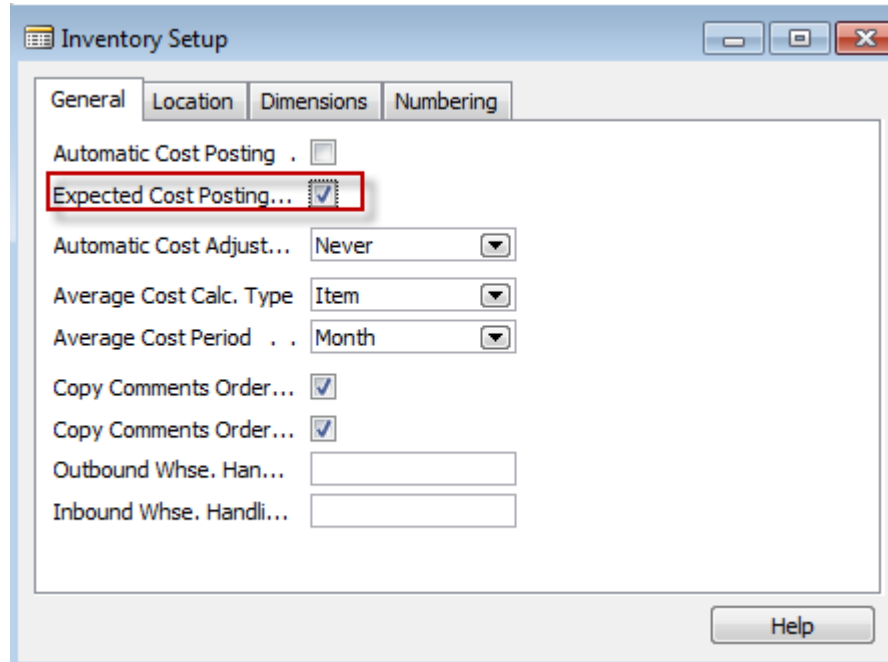 Inventory Setup
General Location Dimensions Numbering
Automatic Cost Posting .
Expected Cost Posting...
Automatic Cost Adjust... Never
Average Cost Calc. Type Item
Average Cost Period . . Month
Copy Comments Order...
Copy Comments Order...
Outbound Whse. Han...
Inbound Whse. Handli...
Help